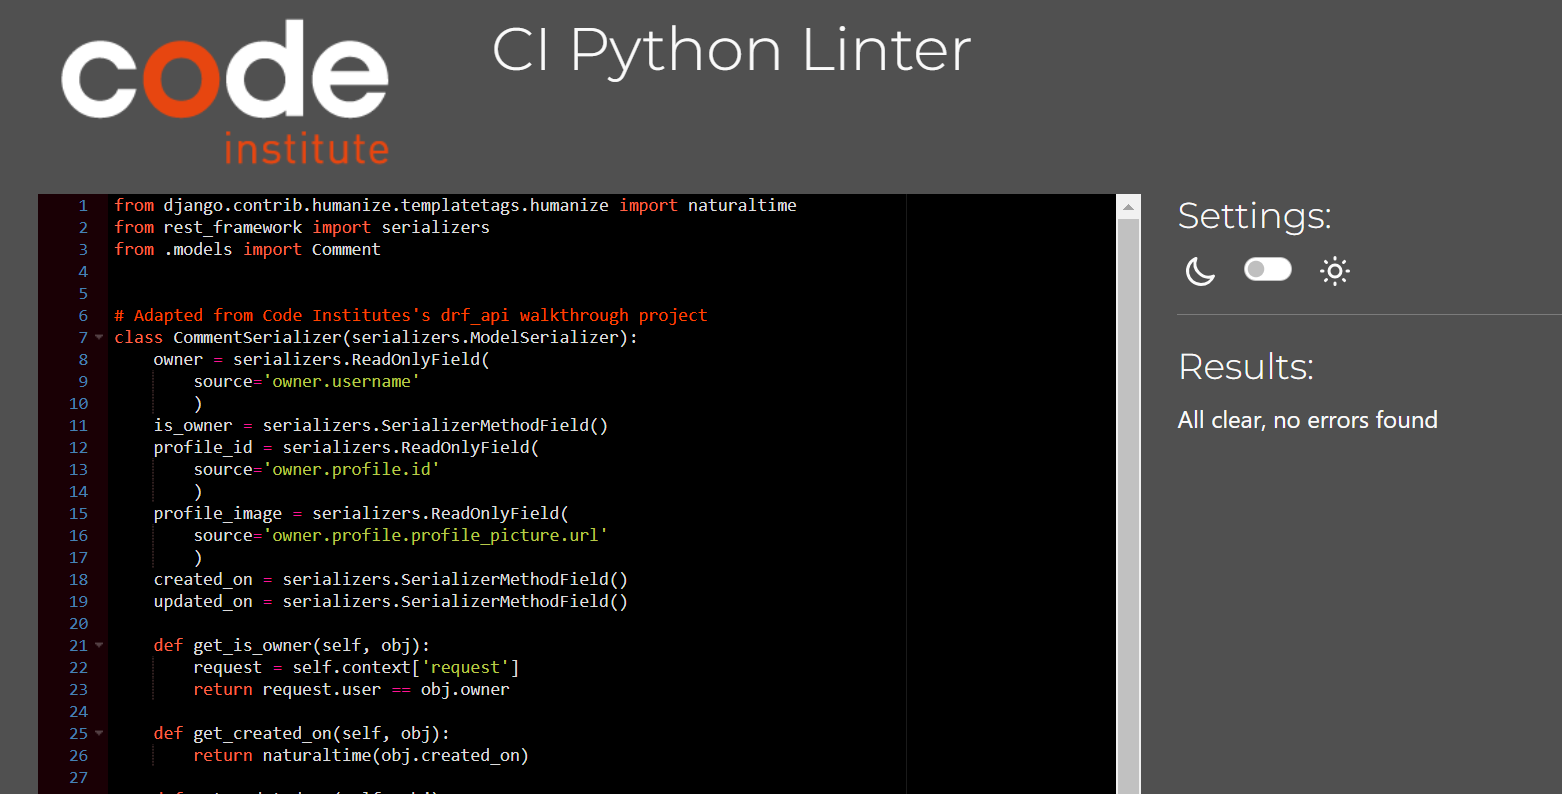 code
institute
CI Python Linter
1 from django.contrib.humanize.templatetags.humanize import naturaltime
2 from rest_framework import serializers
3 from .models import Comment
4
5
6 # Adapted from Code Institutes's drf_api walkthrough project
7 class CommentSerializer(serializers.ModelSerializer):
8     owner = serializers.ReadOnlyField(
9         source='owner.username'
10         )
11     is_owner = serializers.SerializerMethodField()
12     profile_id = serializers.ReadOnlyField(
13         source='owner.profile.id'
14         )
15     profile_image = serializers.ReadOnlyField(
16         source='owner.profile.profile_picture.url'
17         )
18     created_on = serializers.SerializerMethodField()
19     updated_on = serializers.SerializerMethodField()
20
21     def get_is_owner(self, obj):
22         request = self.context['request']
23         return request.user == obj.owner
24
25     def get_created_on(self, obj):
26         return naturaltime(obj.created_on)
27
Settings:
Results:
All clear, no errors found